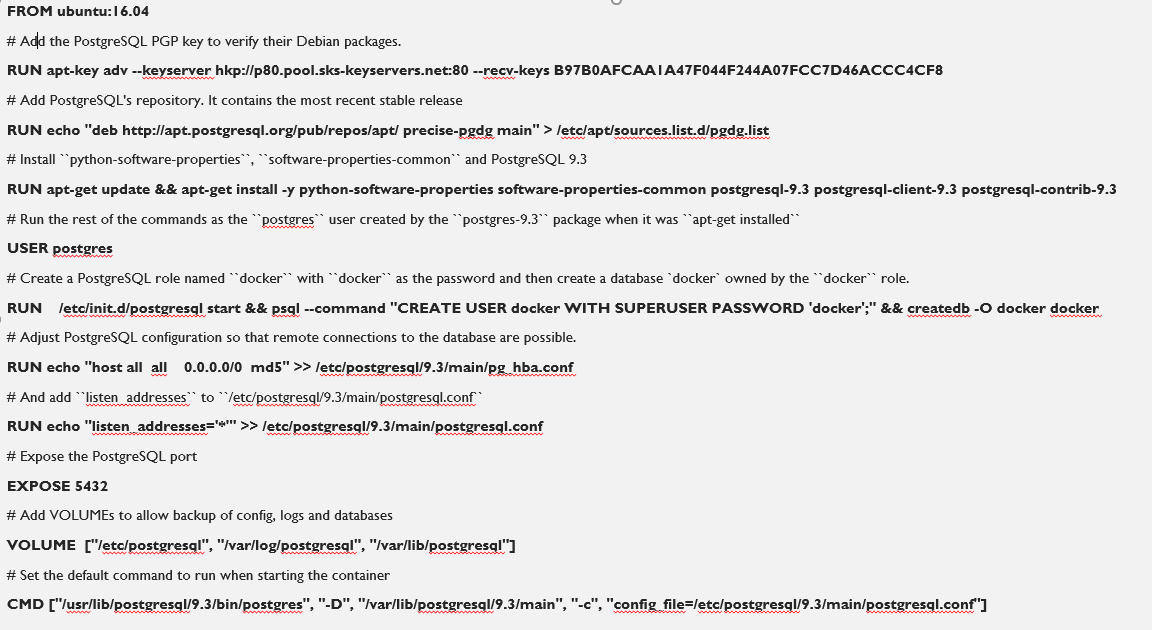 FROM ubuntu:16.04
# Add the PostgreSQL PGP key to verify their Debian packages.
RUN apt-key adv --keyserver hkp://p80.pool.sks-keyservers.net:80 --recv-keys B97B0AFCAA1A47F044F244A07FCC7D46ACCC4CF8
# Add PostgreSQL's repository. It contains the most recent stable release
RUN echo "deb http://apt.postgresql.org/pub/repos/apt/ precise-pgdg main" > /etc/apt/sources.list.d/pgdg.list
# Install ``python-software-properties``, ``software-properties-common`` and PostgreSQL 9.3
RUN apt-get update && apt-get install -y python-software-properties software-properties-common postgresql-9.3 postgresql-client-9.3 postgresql-contrib-9.3
# Run the rest of the commands as the ``postgres`` user created by the ``postgres-9.3`` package when it was ``apt-get installed``
USER postgres
# Create a PostgreSQL role named ``docker`` with ``docker`` as the password and then create a database `docker` owned by the ``docker`` role.
RUN    /etc/init.d/postgresql start && psql --command "CREATE USER docker WITH SUPERUSER PASSWORD 'docker';" && createdb -O docker docker
# Adjust PostgreSQL configuration so that remote connections to the database are possible.
RUN echo "host all  all    0.0.0.0/0  md5" >> /etc/postgresql/9.3/main/pg_hba.conf
# And add ``listen_addresses`` to ``/etc/postgresql/9.3/main/postgresql.conf``
RUN echo "listen_addresses='*'" >> /etc/postgresql/9.3/main/postgresql.conf
# Expose the PostgreSQL port
EXPOSE 5432
# Add VOLUMEs to allow backup of config, logs and databases
VOLUME  ["/etc/postgresql", "/var/log/postgresql", "/var/lib/postgresql"]
# Set the default command to run when starting the container
CMD ["/usr/lib/postgresql/9.3/bin/postgres", "-D", "/var/lib/postgresql/9.3/main", "-c", "config_file=/etc/postgresql/9.3/main/postgresql.conf"]